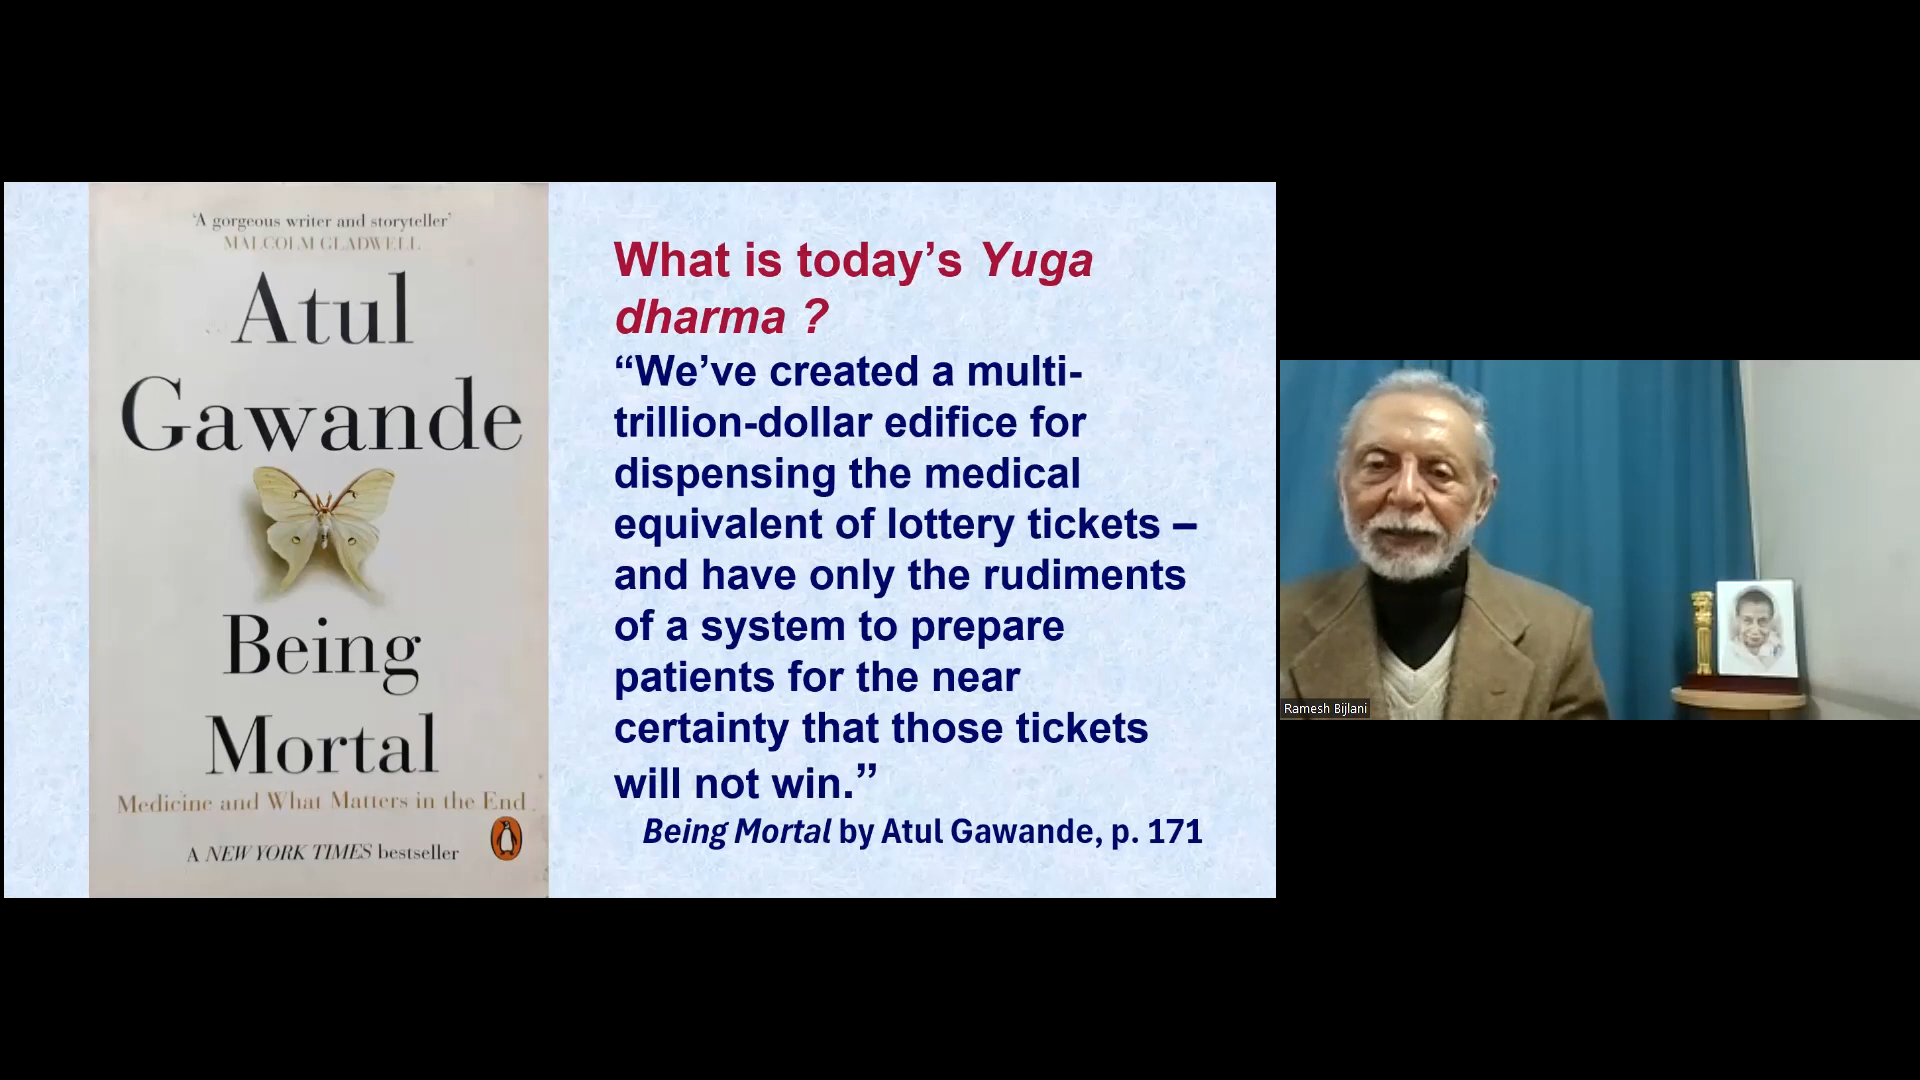 ‘A gorgeous writer and storyteller’
MALCOLM GLADWELL
Atul
Gawande
Being
Mortal
Medicine and What Matters in the End
A NEW YORK TIMES bestseller
What is today’s Yuga
dharma ?
“We’ve created a multi-
trillion-dollar edifice for
dispensing the medical
equivalent of lottery tickets –
and have only the rudiments
of a system to prepare
patients for the near
certainty that those tickets
will not win.”
Being Mortal by Atul Gawande, p. 171
Ramesh Bijlani